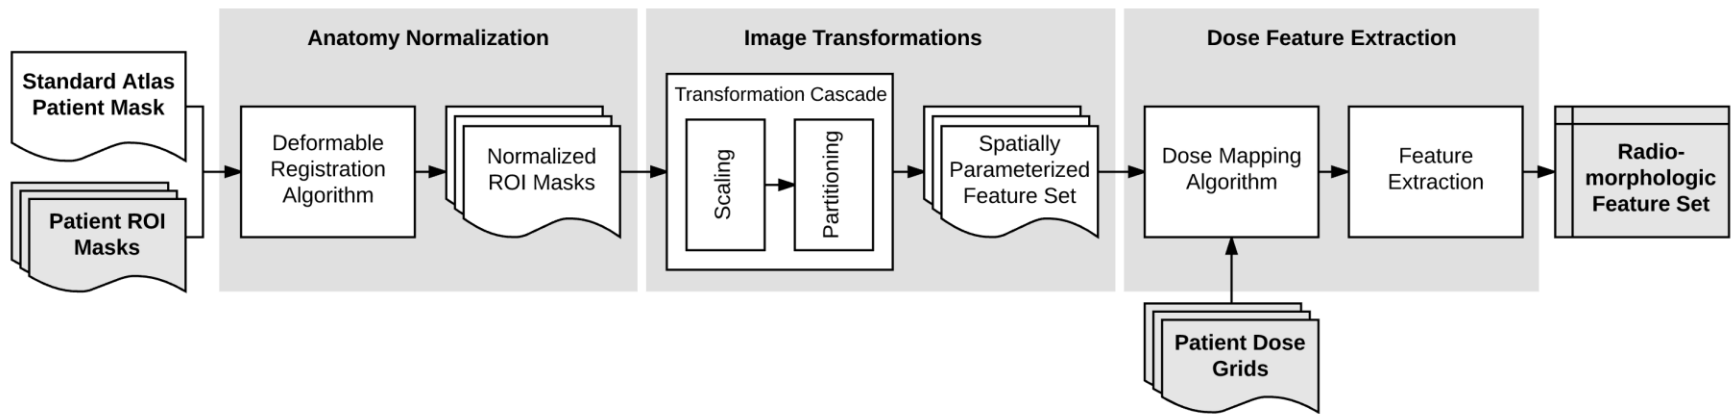 Anatomy Normalization
Image Transformations
Dose Feature Extraction
Standard Atlas
Patient Mask
Patient ROI
Masks
Deformable
Registration
Algorithm
Normalized
ROI Masks
Transformation Cascade
Scaling
Partitioning
Spatially
Parameterized
Feature Set
Dose Mapping
Algorithm
Feature
Extraction
Radio-
morphologic
Feature Set
Patient Dose
Grids